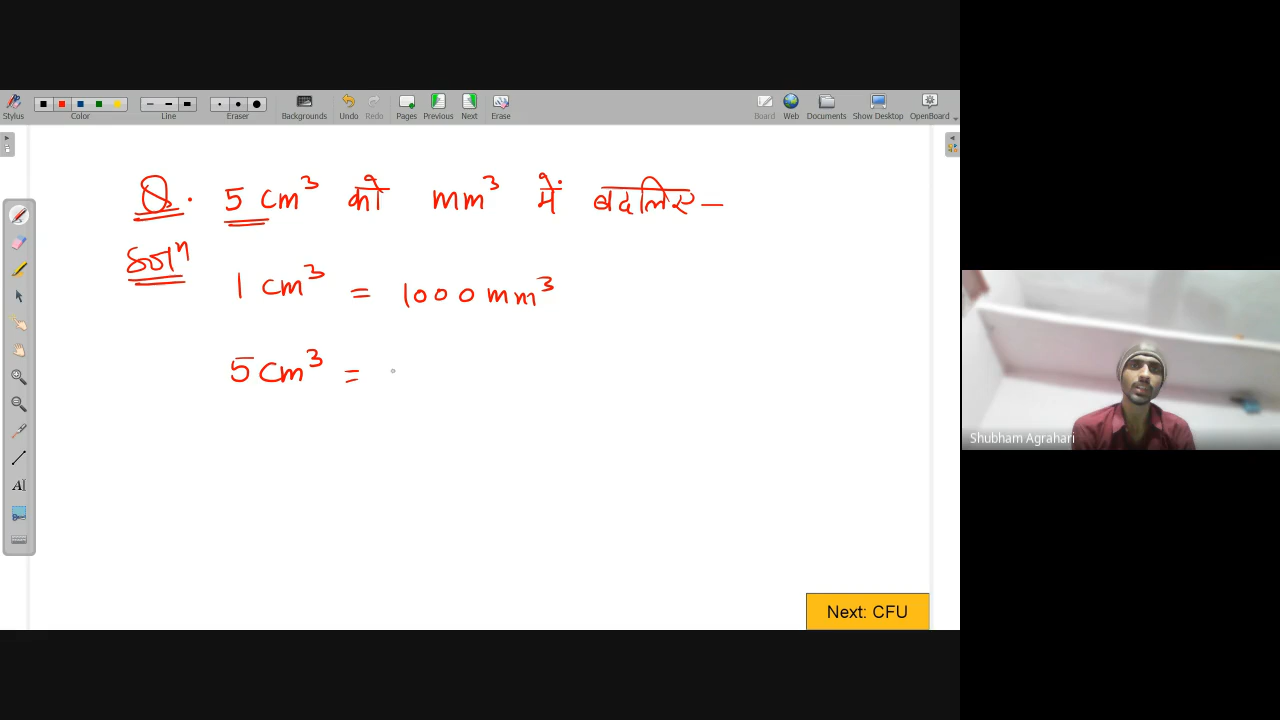 Stylus Color Line Eraser Backgrounds Undo Redo Pages Previous Next Erase Board Web Documents Show Desktop OpenBoard
Q. 5 cm³ को mm³ में बदलिए –
हलⁿ
1 cm³ = 1000 mm³
5 cm³ =
Shubham Agrahari
Next: CFU